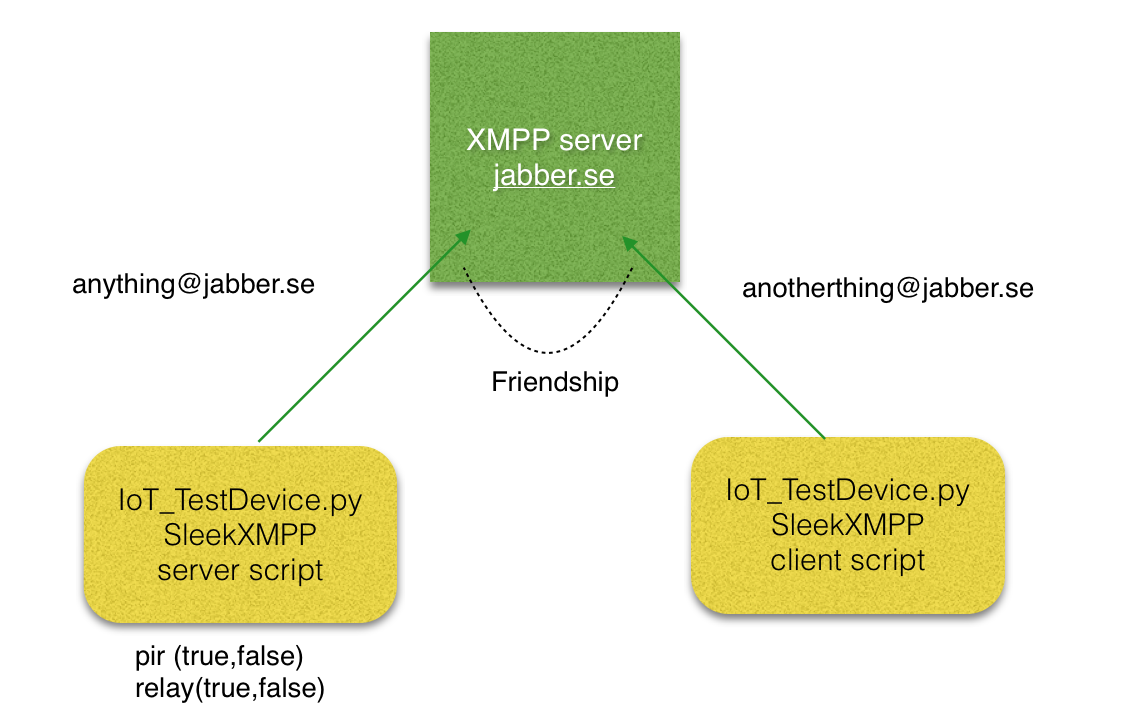 XMPP server
jabber.se
anything@jabber.se
anotherthing@jabber.se
Friendship
IoT_TestDevice.py
SleekXMPP
server script
IoT_TestDevice.py
SleekXMPP
client script
pir (true,false)
relay(true,false)